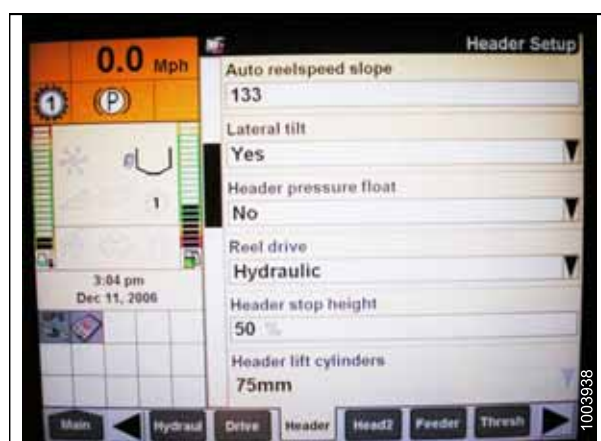 0.0 Mph
Header Setup
1
(P)
Auto reelspeed slope
133
Lateral tilt
Yes
1
Header pressure float
No
Reel drive
Hydraulic
3:04 pm
Dec 11, 2006
Header stop height
50 %
Header lift cylinders
75mm
Main
Hydraul
Drive
Header
Head2
Feeder
Thresh
1003938